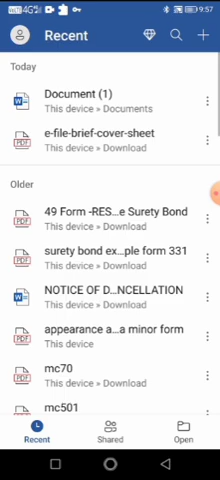 4G
9:57
Recent
Today
Document (1)
This device » Documents
e-file-brief-cover-sheet
This device » Download
Older
49 Form -RES...e Surety Bond
This device » Download
surety bond ex...ple form 331
This device » Download
NOTICE OF D...NCELLATION
This device » Download
appearance a...a minor form
This device
mc70
This device » Download
mc501
Recent
Shared
Open